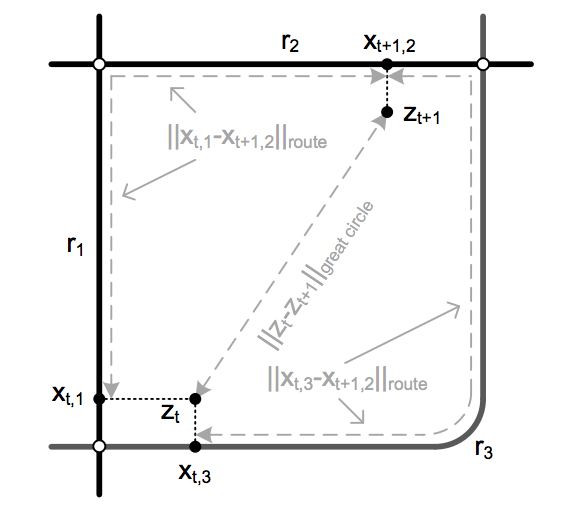 r2
xt+1,2
zt+1
||xt,1-xt+1,2||route
r1
||zt-zt+1||great circle
||xt,3-xt+1,2||route
xt,1
zt
r3
xt,3